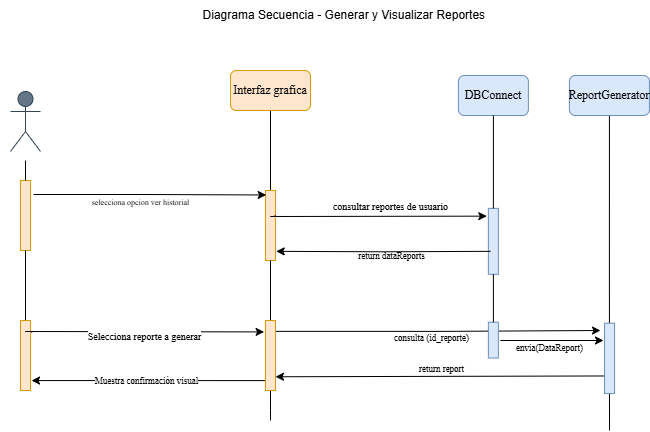 Diagrama Secuencia - Generar y Visualizar Reportes
Interfaz grafica
DBConnect
ReportGenerator
selecciona opcion ver historial
consultar reportes de usuario
return dataReports
Selecciona reporte a generar
consulta (id_reporte)
envia(DataReport)
return report
Muestra confirmación visual